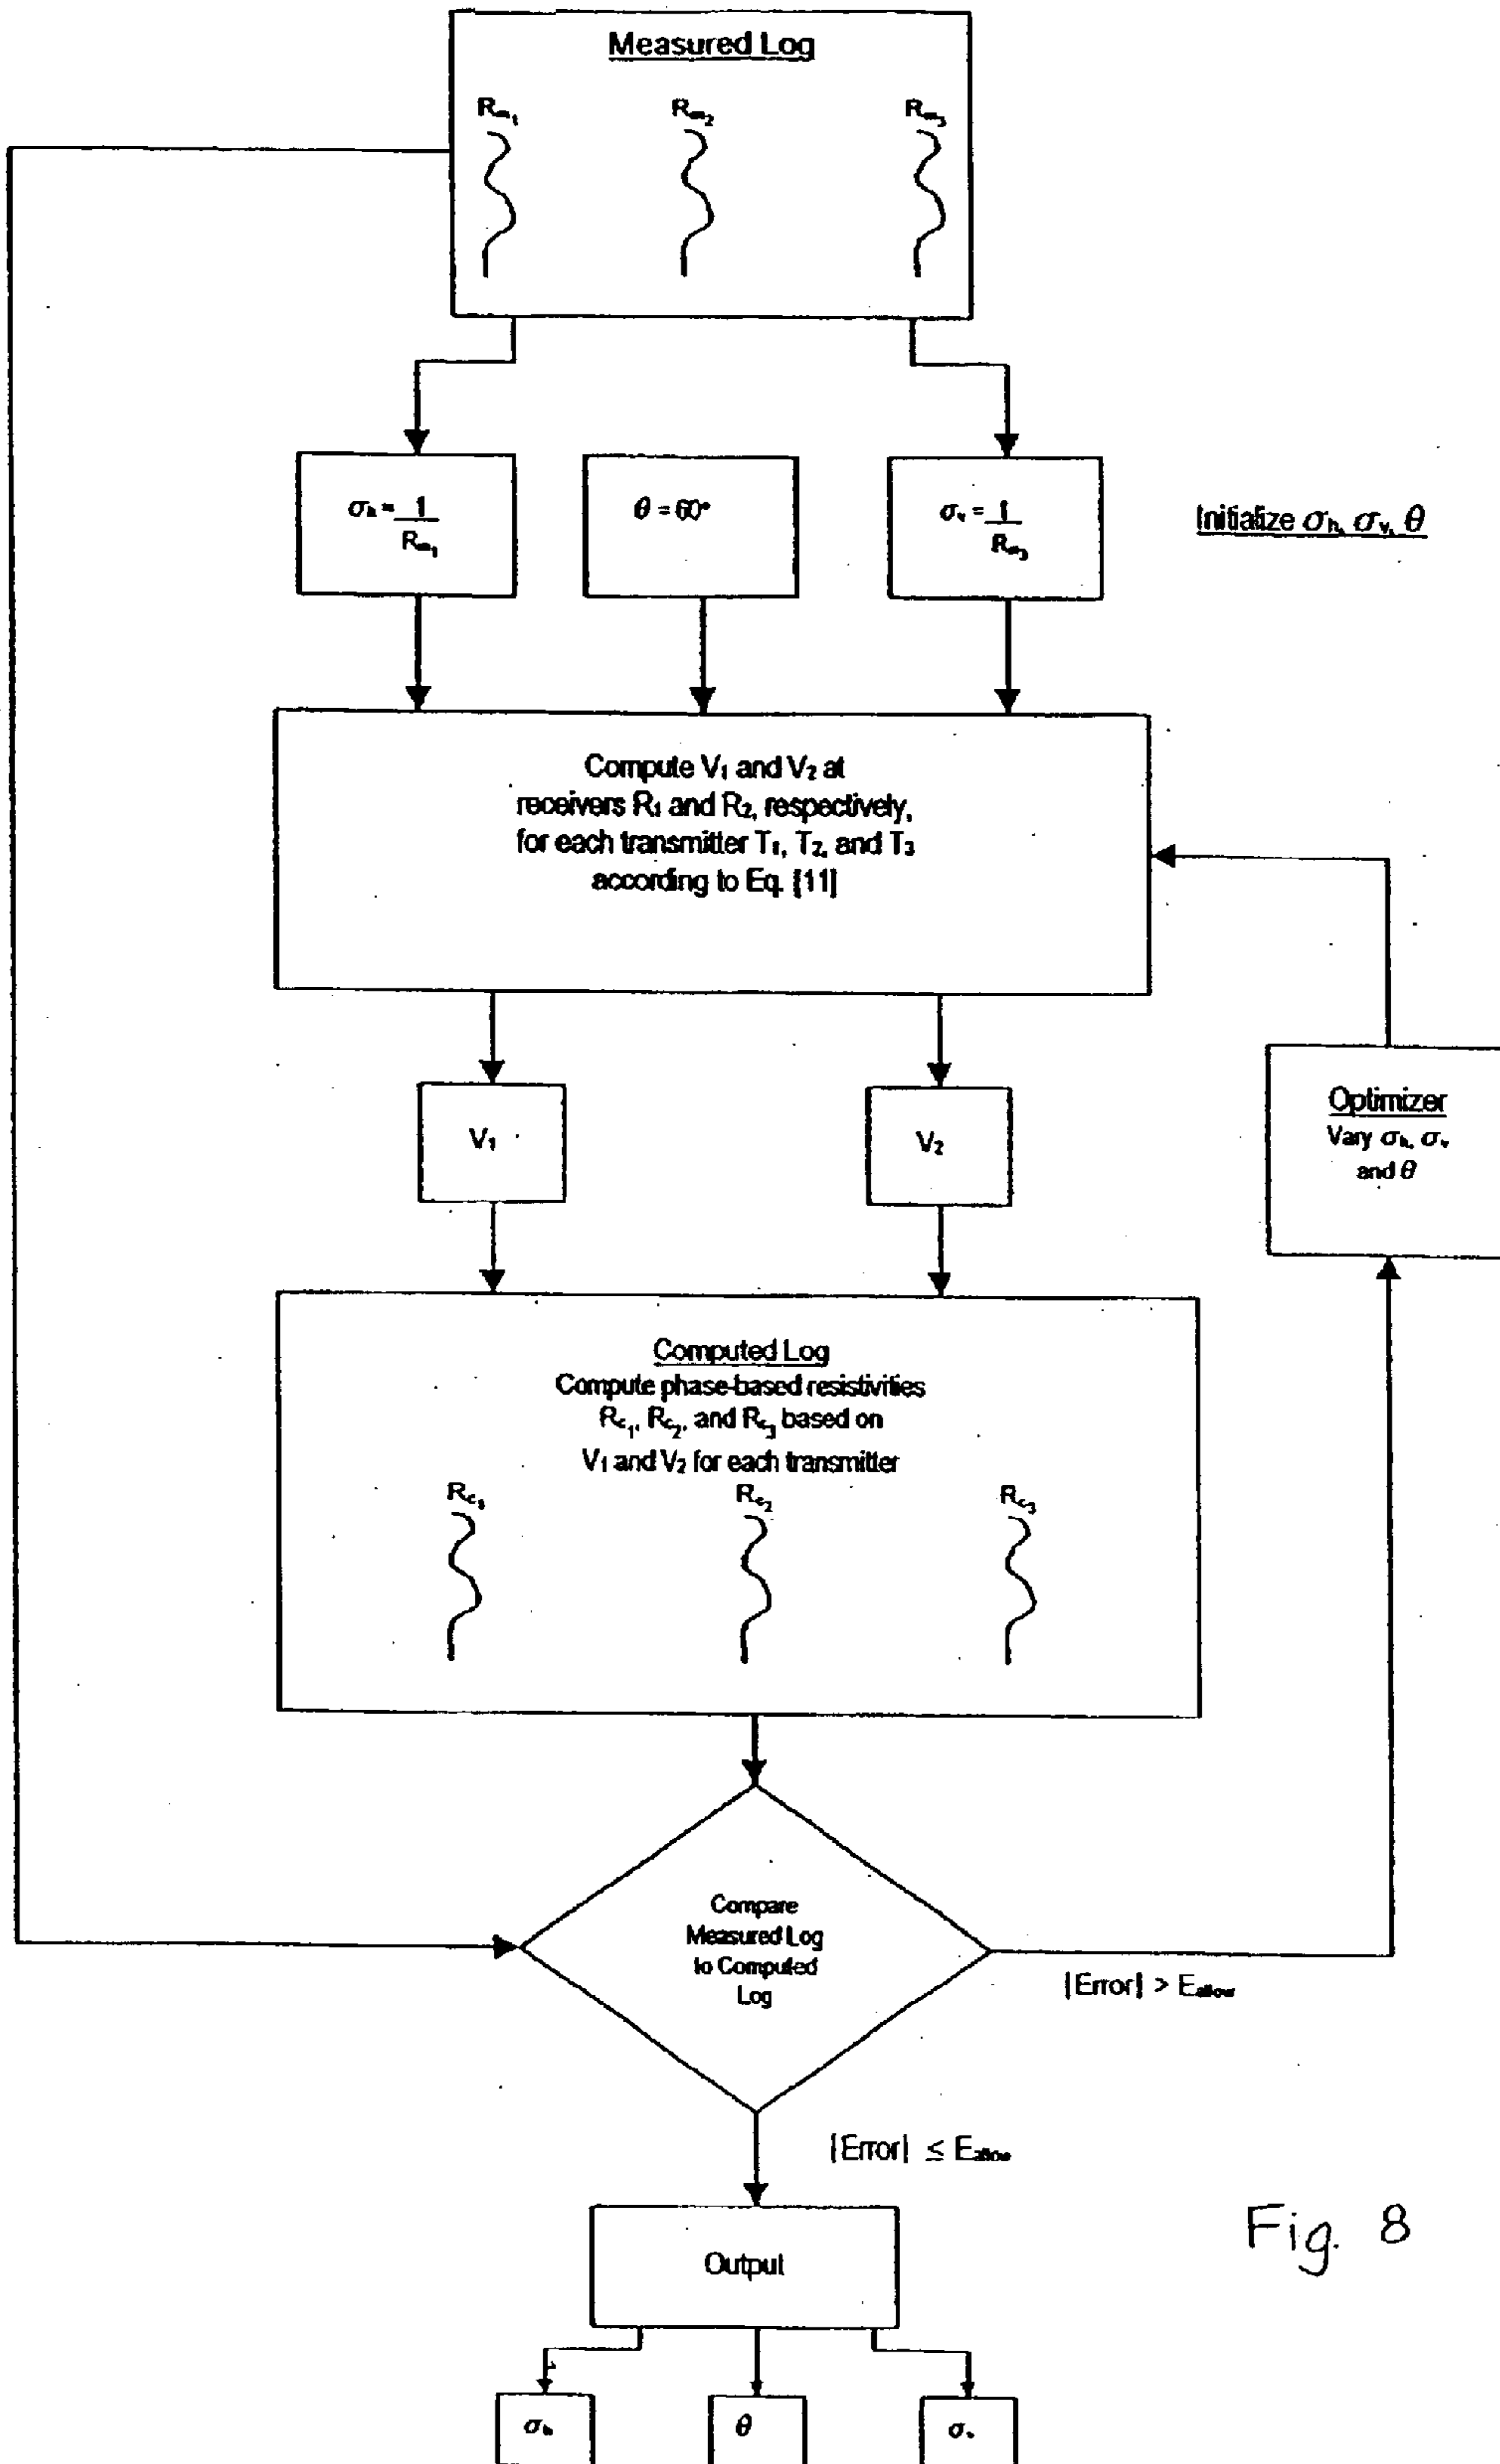 Measured Log
Rm1 Rm2 Rm3
σh = 1/Rm1
θ = 60°
σv = 1/Rm3
Initialize σh, σv, θ
Compute V1 and V2 at
receivers R1 and R2, respectively,
for each transmitter T1, T2, and T3
according to Eq. [11]
V1
V2
Optimizer
Vary σh, σv
and θ
Computed Log
Compute phase-based resistivities
Rc1, Rc2, and Rc3 based on
V1 and V2 for each transmitter
Rc1 Rc2 Rc3
Compare
Measured Log
to Computed
Log
|Error| > Eallow
|Error| ≤ Eallow
Output
Fig. 8
σh
θ
σv